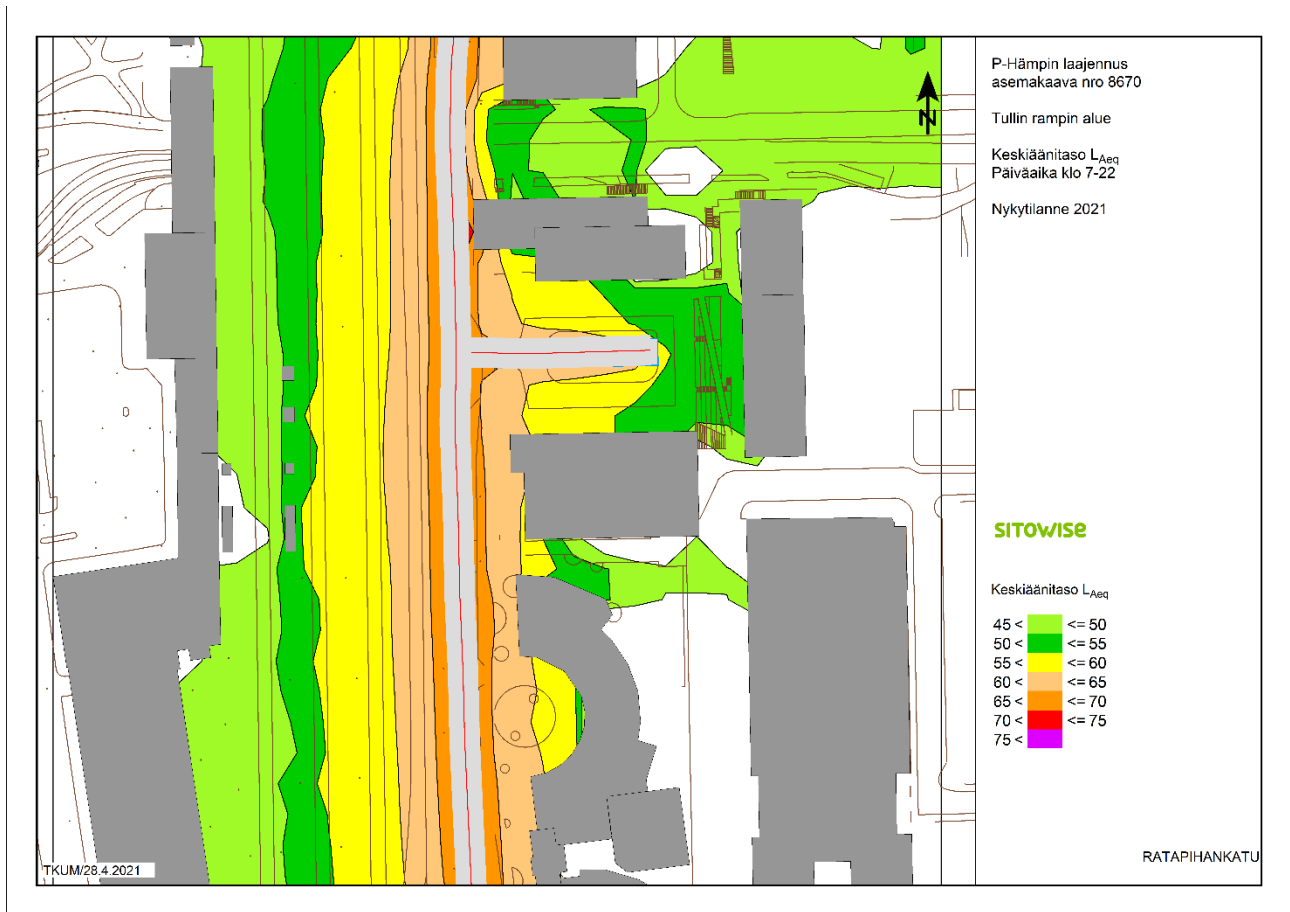 P-Hämpin laajennus
asemakaava nro 8670
Tullin rampin alue
Keskiäänitaso LAeq
Päiväaika klo 7-22
Nykytilanne 2021
N
sitowise
Keskiäänitaso LAeq
45 < <= 50
50 < <= 55
55 < <= 60
60 < <= 65
65 < <= 70
70 < <= 75
75 <
RATAPIHANKATU
TKUM/28.4.2021